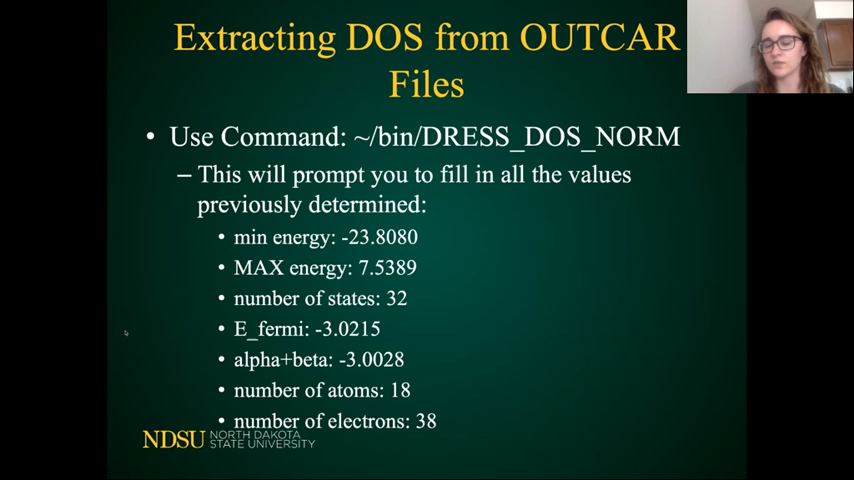 Extracting DOS from OUTCAR
Files
• Use Command: ~/bin/DRESS_DOS_NORM
– This will prompt you to fill in all the values
previously determined:
• min energy: -23.8080
• MAX energy: 7.5389
• number of states: 32
• E_fermi: -3.0215
• alpha+beta: -3.0028
• number of atoms: 18
• number of electrons: 38
NDSU NORTH DAKOTA
STATE UNIVERSITY